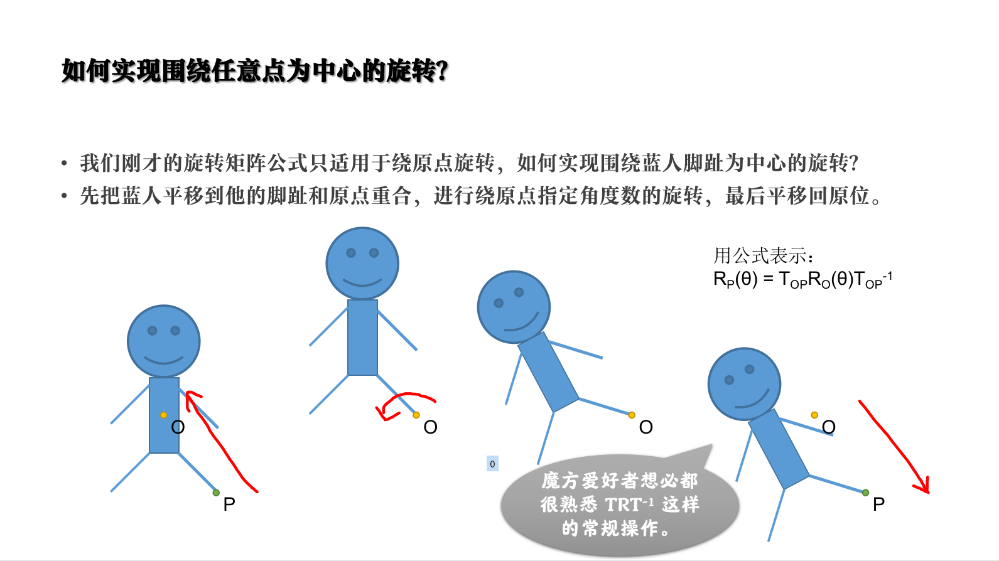 如何实现围绕任意点为中心的旋转？
• 我们刚才的旋转矩阵公式只适用于绕原点旋转，如何实现围绕蓝人脚趾为中心的旋转？
• 先把蓝人平移到他的脚趾和原点重合，进行绕原点指定角度数的旋转，最后平移回原位。
用公式表示：
R_P(θ) = T_{OP}R_O(θ)T_{OP}^{-1}
O
P
O
O
O
P
0
魔方爱好者想必都
很熟悉 TRT⁻¹ 这样
的常规操作。